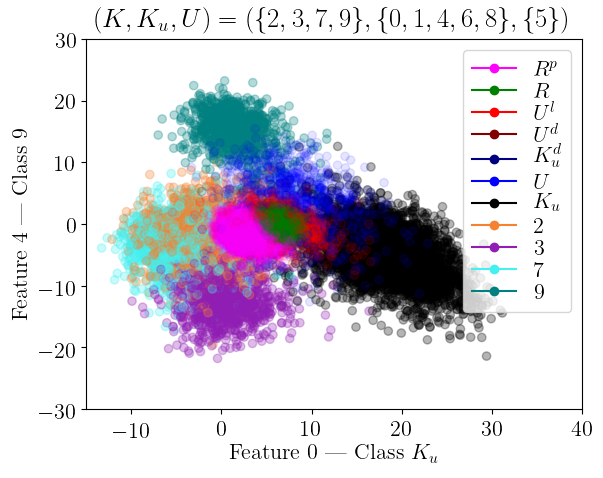 (K, K_u, U) = ({2, 3, 7, 9}, {0, 1, 4, 6, 8}, {5})
30
20
10
0
−10
−20
−30
Feature 4 — Class 9
R^p
R
U^l
U^d
K_u^d
U
K_u
2
3
7
9
−10 0 10 20 30 40
Feature 0 — Class K_u